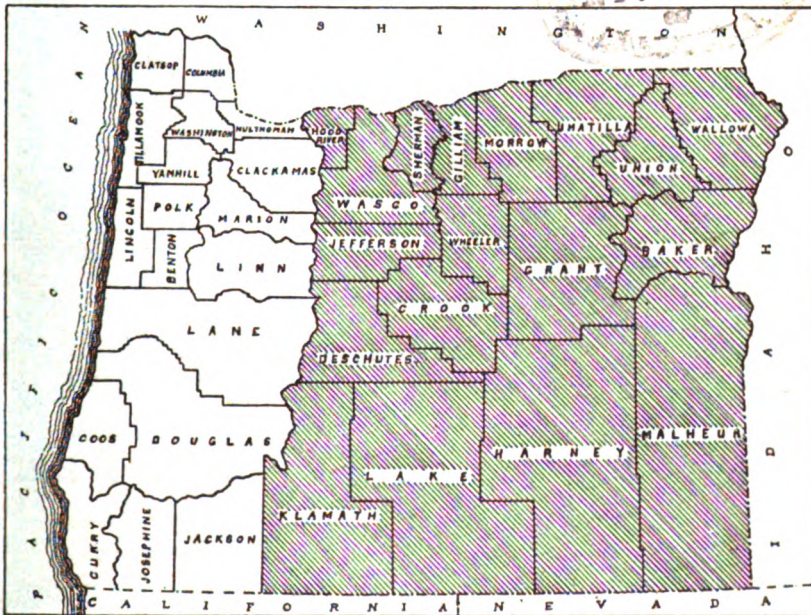 WASHINGTON
PACIFIC OCEAN
CLATSOP
COLUMBIA
TILLAMOOK
WASHINGTON
MULTNOMAH
HOOD
RIVER
SHERMAN
GILLIAM
MORROW
UMATILLA
WALLOWA
UNION
YAMHILL
CLACKAMAS
WASCO
POLK
MARION
LINCOLN
BENTON
LINN
JEFFERSON
WHEELER
GRANT
BAKER
CROOK
LANE
DESCHUTES
COOS
DOUGLAS
LAKE
HARNEY
MALHEUR
KLAMATH
CURRY
JOSEPHINE
JACKSON
IDAHO
CALIFORNIA
NEVADA